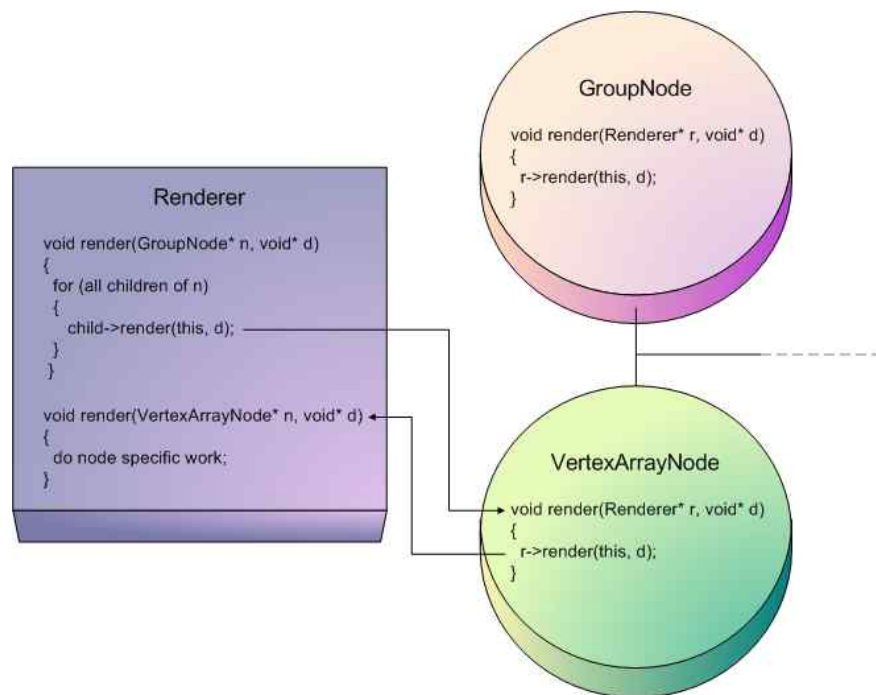 GroupNode
void render(Renderer* r, void* d)
{
r->render(this, d);
}
Renderer
void render(GroupNode* n, void* d)
{
for (all children of n)
{
child->render(this, d);
}
}
void render(VertexArrayNode* n, void* d)
{
do node specific work;
}
VertexArrayNode
void render(Renderer* r, void* d)
{
r->render(this, d);
}